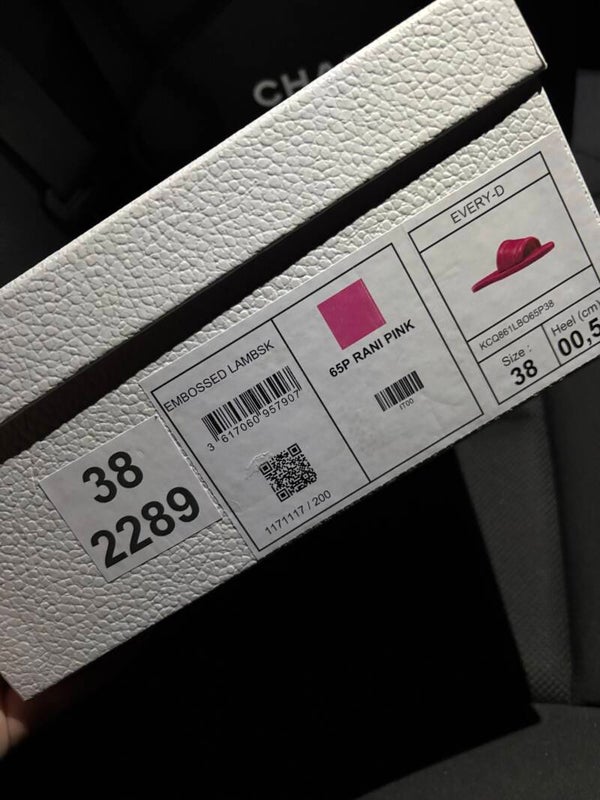 CHA
38
2289
EMBOSSED LAMBSK
3 617060 957907
1171117 / 200
65P RANI PINK
IT00
EVERY-D
KCQ861LBO65P38
Size :
38
Heel (cm)
00,5